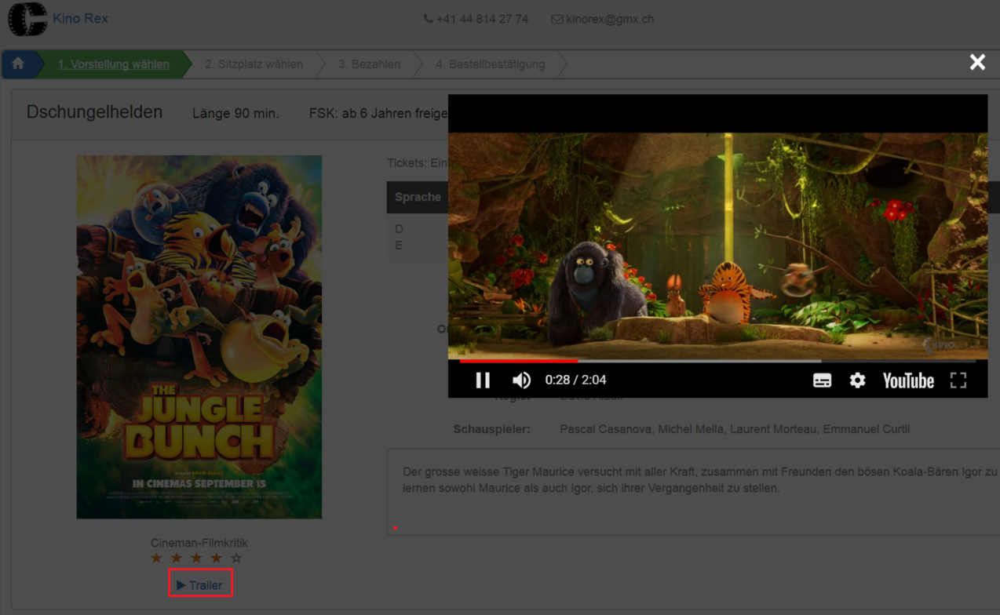 Kino Rex
+41 44 814 27 74
kinorex@gmx.ch
1. Vorstellung wählen
2. Sitzplatz wählen
3. Bezahlen
4. Bestellbestätigung
Dschungelhelden
Länge 90 min.
FSK: ab 6 Jahren freige
Tickets: Ein
Sprache
D
E
KINO
0:28 / 2:04
YouTube
THE
JUNGLE
BUNCH
IN CINEMAS SEPTEMBER 15
Schauspieler:
Pascal Casanova, Michel Mella, Laurent Morteau, Emmanuel Curtil
Der grosse weisse Tiger Maurice versucht mit aller Kraft, zusammen mit Freunden den bösen Koala-Bären Igor zu
lernen sowohl Maurice als auch Igor, sich ihrer Vergangenheit zu stellen.
Cineman-Filmkritik
Trailer